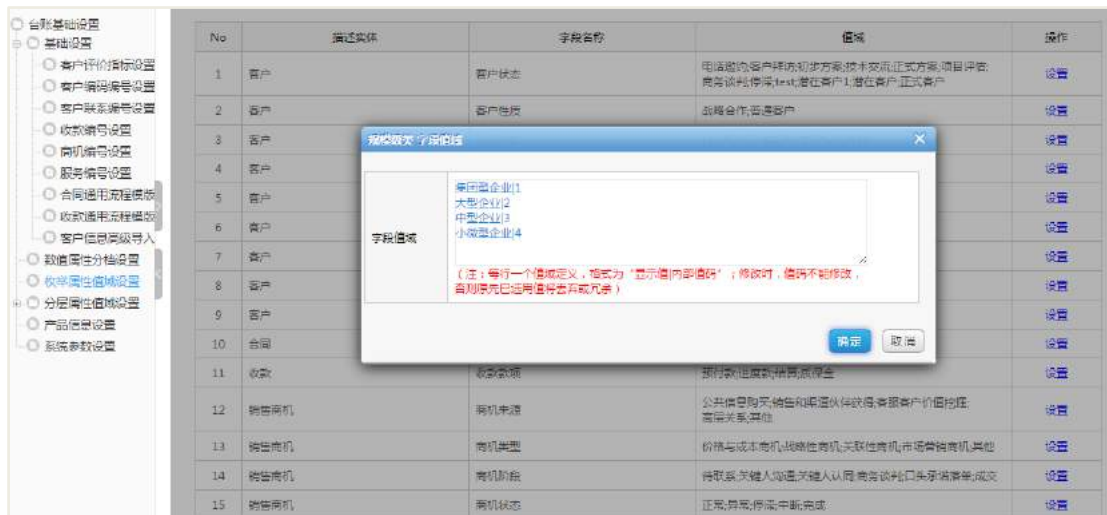 台账基础设置
基础设置
客户评价指标设置
客户编码编号设置
客户联系编号设置
收款编号设置
商机编号设置
服务编号设置
合同通用流程模版
收款通用流程模版
客户信息高级导入
数值属性分档设置
枚举属性值域设置
分层属性值域设置
产品信息设置
系统参数设置
No 描述实体 字段名称 值域 操作
1 客户 客户状态 电话邀约;客户拜访;初步方案;技术交流;正式方案;项目评估;
商务谈判;停滞;test;潜在客户1;潜在客户;正式客户 设置
2 客户 客户性质 战略合作;普通客户 设置
3 客户 设置
4 客户 设置
5 客户 设置
6 客户 设置
7 客户 设置
8 客户 设置
9 客户 设置
10 合同 设置
11 收款 收款款项 预付款;进度款;结算;质保金 设置
12 销售商机 商机来源 公共信息购买;销售和渠道伙伴获得;客服客户价值挖掘;
高层关系;其他 设置
13 销售商机 商机类型 价格与成本商机;战略性商机;关联性商机;市场营销商机;其他 设置
14 销售商机 商机阶段 待联系;关键人沟通;关键人认同;商务谈判;口头承诺落单;成交 设置
15 销售商机 商机状态 正常;异常;停滞;中断;完成 设置
规模级类 字段值域
字段值域
集团型企业|1
大型企业|2
中型企业|3
小微型企业|4
(注：每行一个值域定义，格式为“显示值|内部值码”；修改时，值码不能修改，
否则原先已选用值将丢弃或冗余)
确定
取消